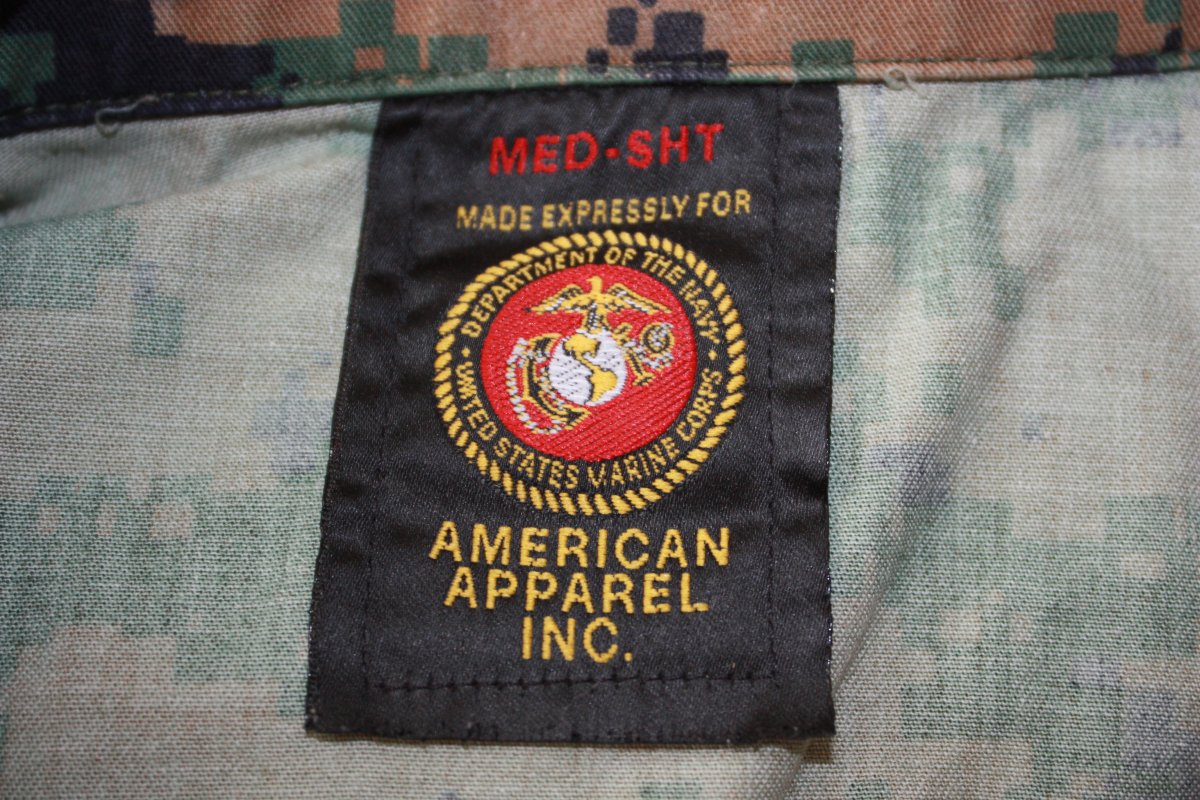 MED-SHT
MADE EXPRESSLY FOR
DEPARTMENT OF THE NAVY
UNITED STATES MARINE CORPS
AMERICAN
APPAREL
INC.